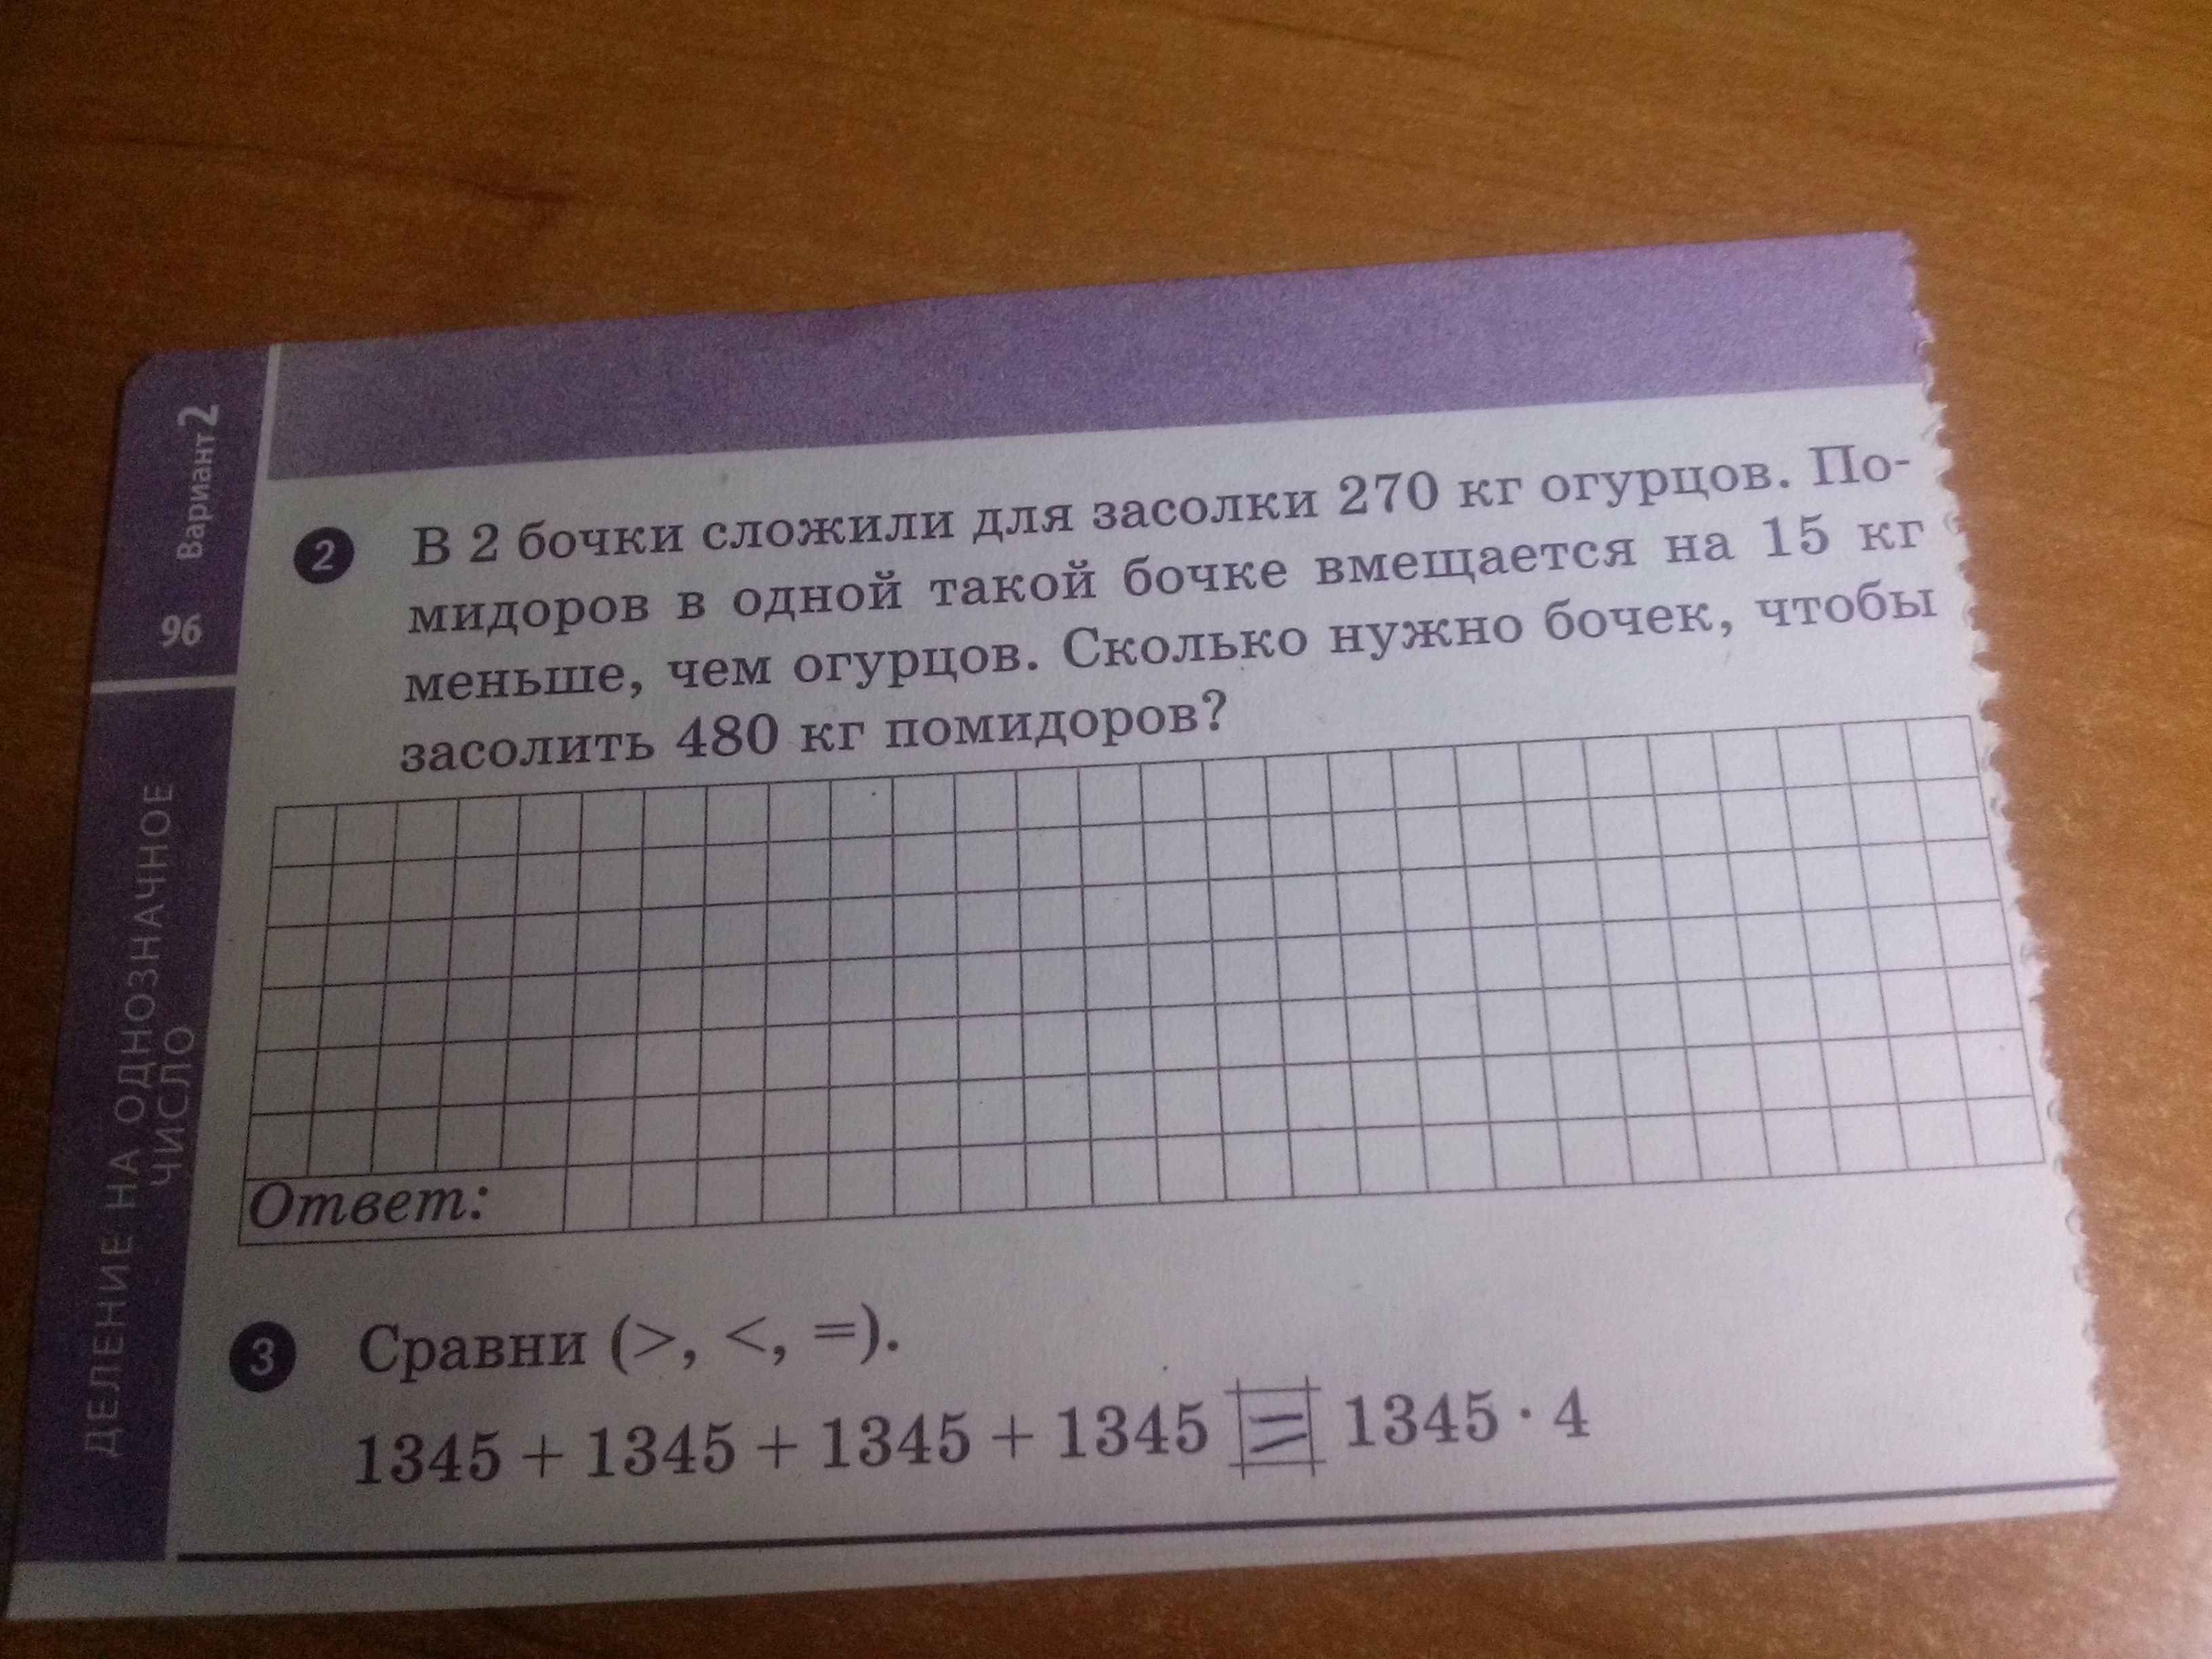 Вариант 2
96
ДЕЛЕНИЕ НА ОДНОЗНАЧНОЕ
ЧИСЛО
2 В 2 бочки сложили для засолки 270 кг огурцов. По-
мидоров в одной такой бочке вмещается на 15 кг
меньше, чем огурцов. Сколько нужно бочек, чтобы
засолить 480 кг помидоров?
Ответ:
3 Сравни (>, <, =).
1345 + 1345 + 1345 + 1345 = 1345 · 4